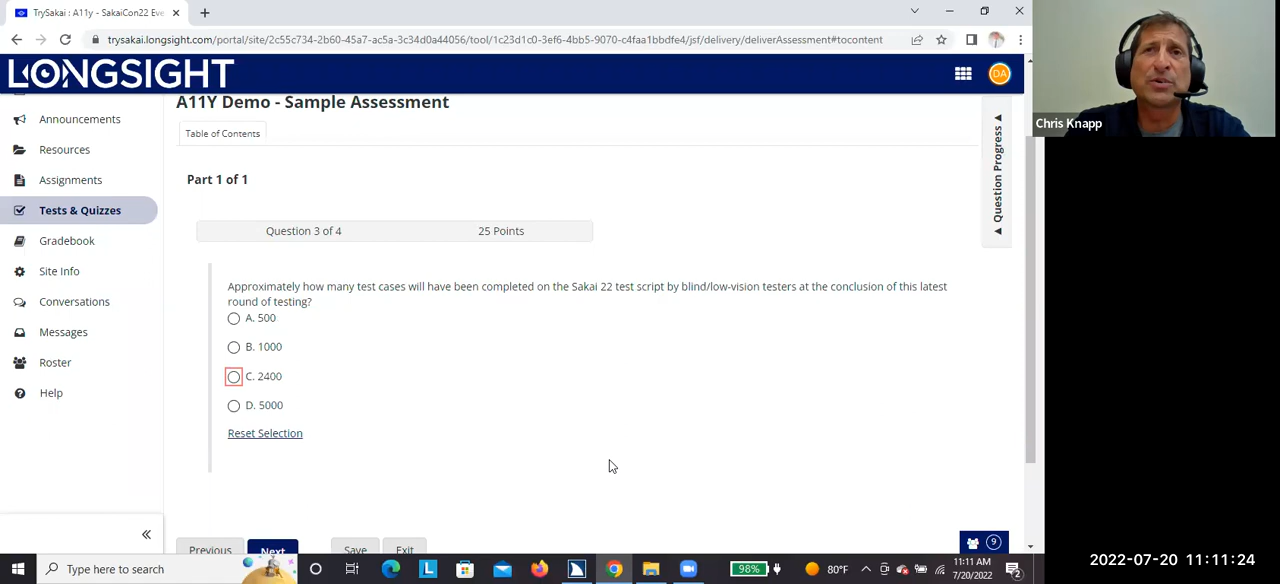 TrySakai : A11y - SakaiCon22 Eve
trysakai.longsight.com/portal/site/2c55c734-2b60-45a7-ac5a-3c34d0a44056/tool/1c23d1c0-3ef6-4bb5-9070-c4faa1bbdfe4/jsf/delivery/deliverAssessment#tocontent
LONGSIGHT
DA
Chris Knapp
A11Y Demo - Sample Assessment
Announcements
Table of Contents
Resources
Question Progress
Assignments
Part 1 of 1
Tests & Quizzes
Question 3 of 4
25 Points
Gradebook
Site Info
Approximately how many test cases will have been completed on the Sakai 22 test script by blind/low-vision testers at the conclusion of this latest
round of testing?
Conversations
A. 500
Messages
B. 1000
Roster
C. 2400
Help
D. 5000
Reset Selection
Previous
Next
Save
Exit
9
Type here to search
L
98%
80°F
11:11 AM
7/20/2022
2
2022-07-20 11:11:24